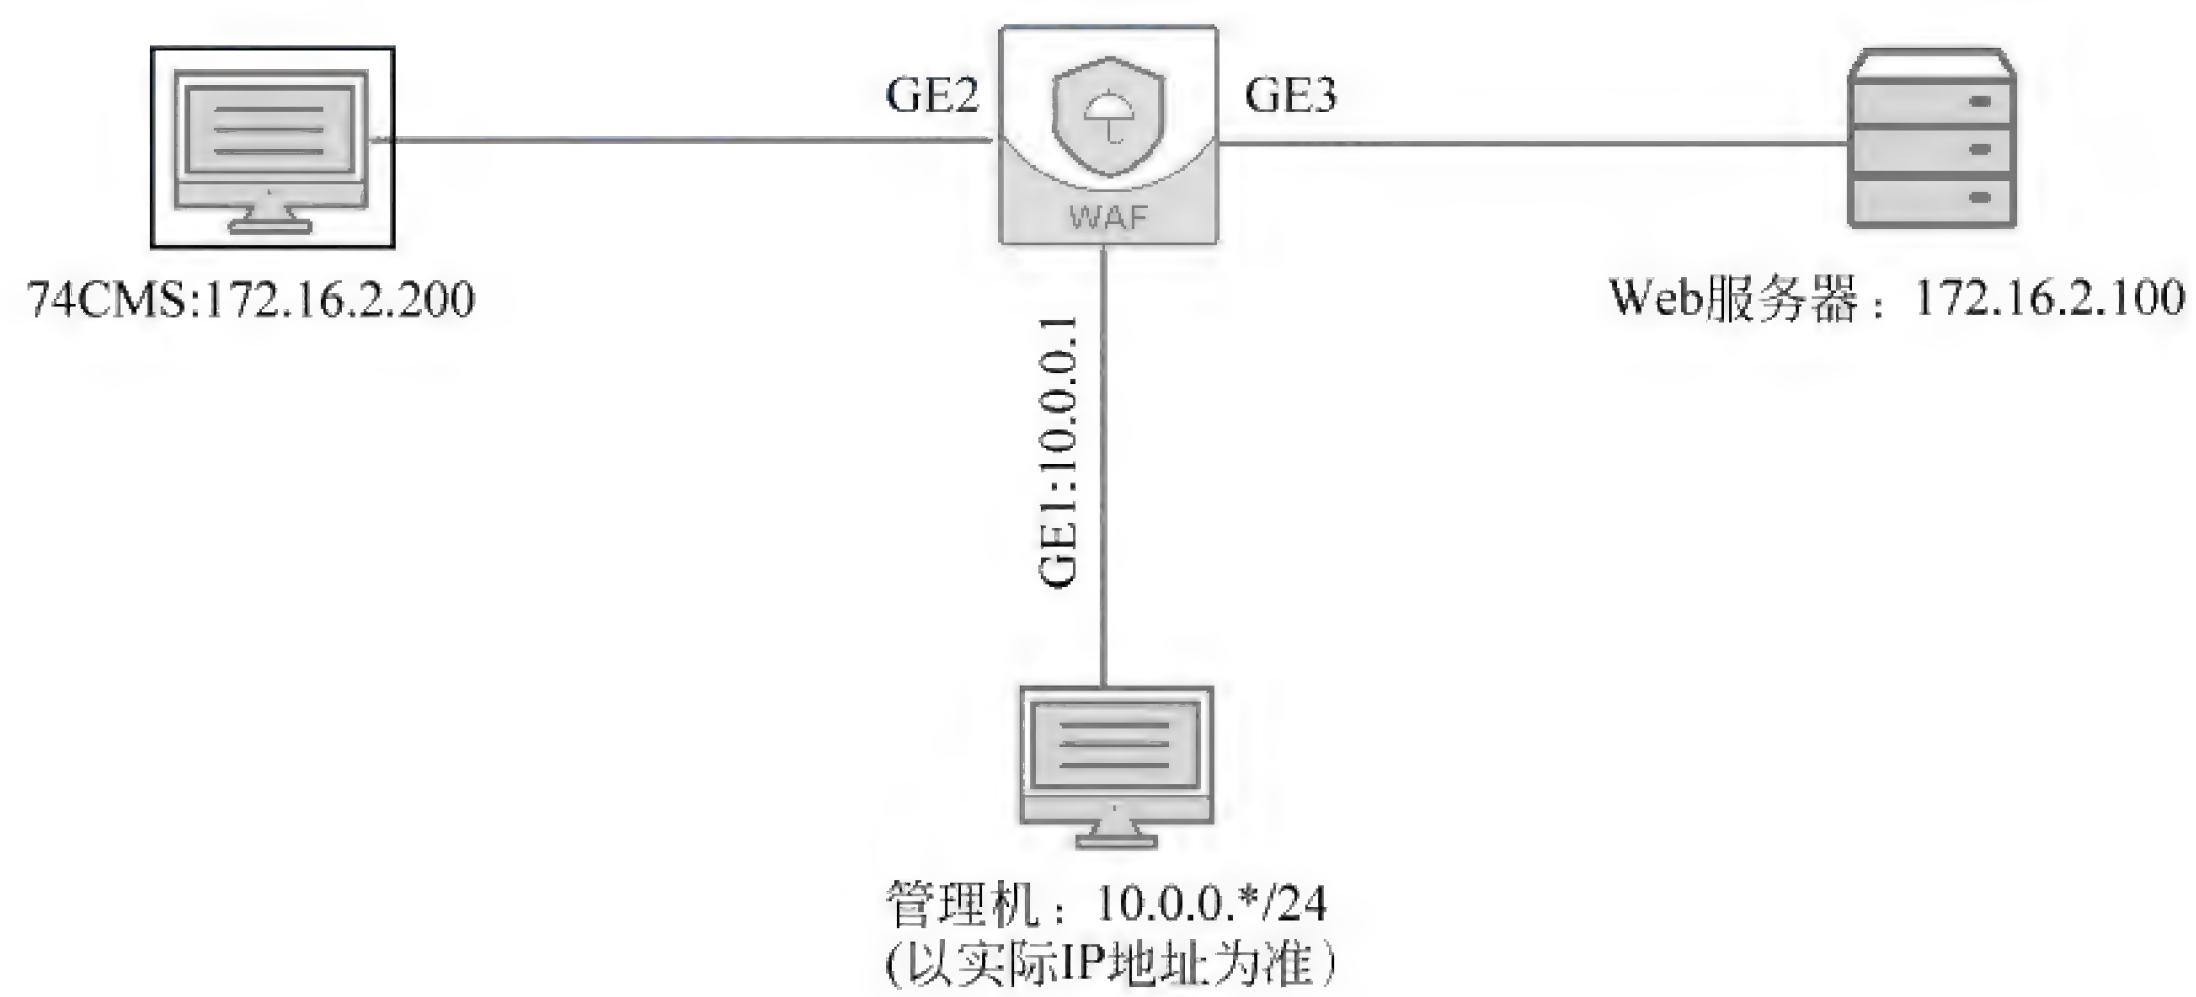 GE2
GE3
WAF
74CMS:172.16.2.200
Web服务器：172.16.2.100
GE1:10.0.0.1
管理机：10.0.0.*/24
(以实际IP地址为准)